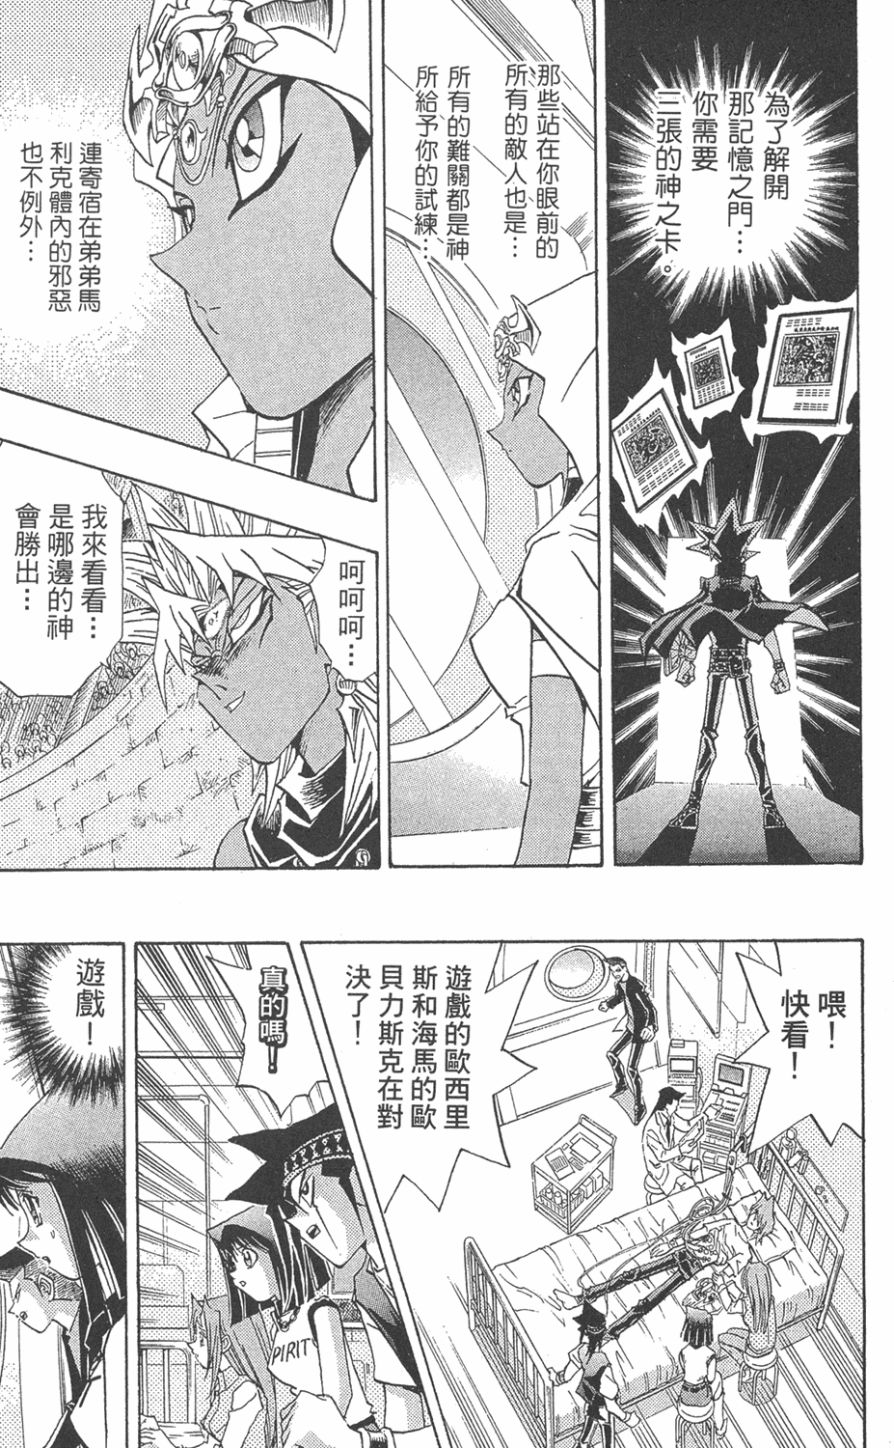 為了解開
那記憶之門…
你需要
三張的神之卡。
那些站在你眼前的
所有的敵人也是…
所有的難關都是神
所給予你的試練…
連寄宿在弟弟馬
利克體內的邪惡
也不例外…
呵呵呵…
我來看看…
是哪邊的神
會勝出…
喂！
快看！
遊戲的歐西里
斯和海馬的歐
貝力斯克在對
決了！
真的嗎！
PIRIT
遊戲！